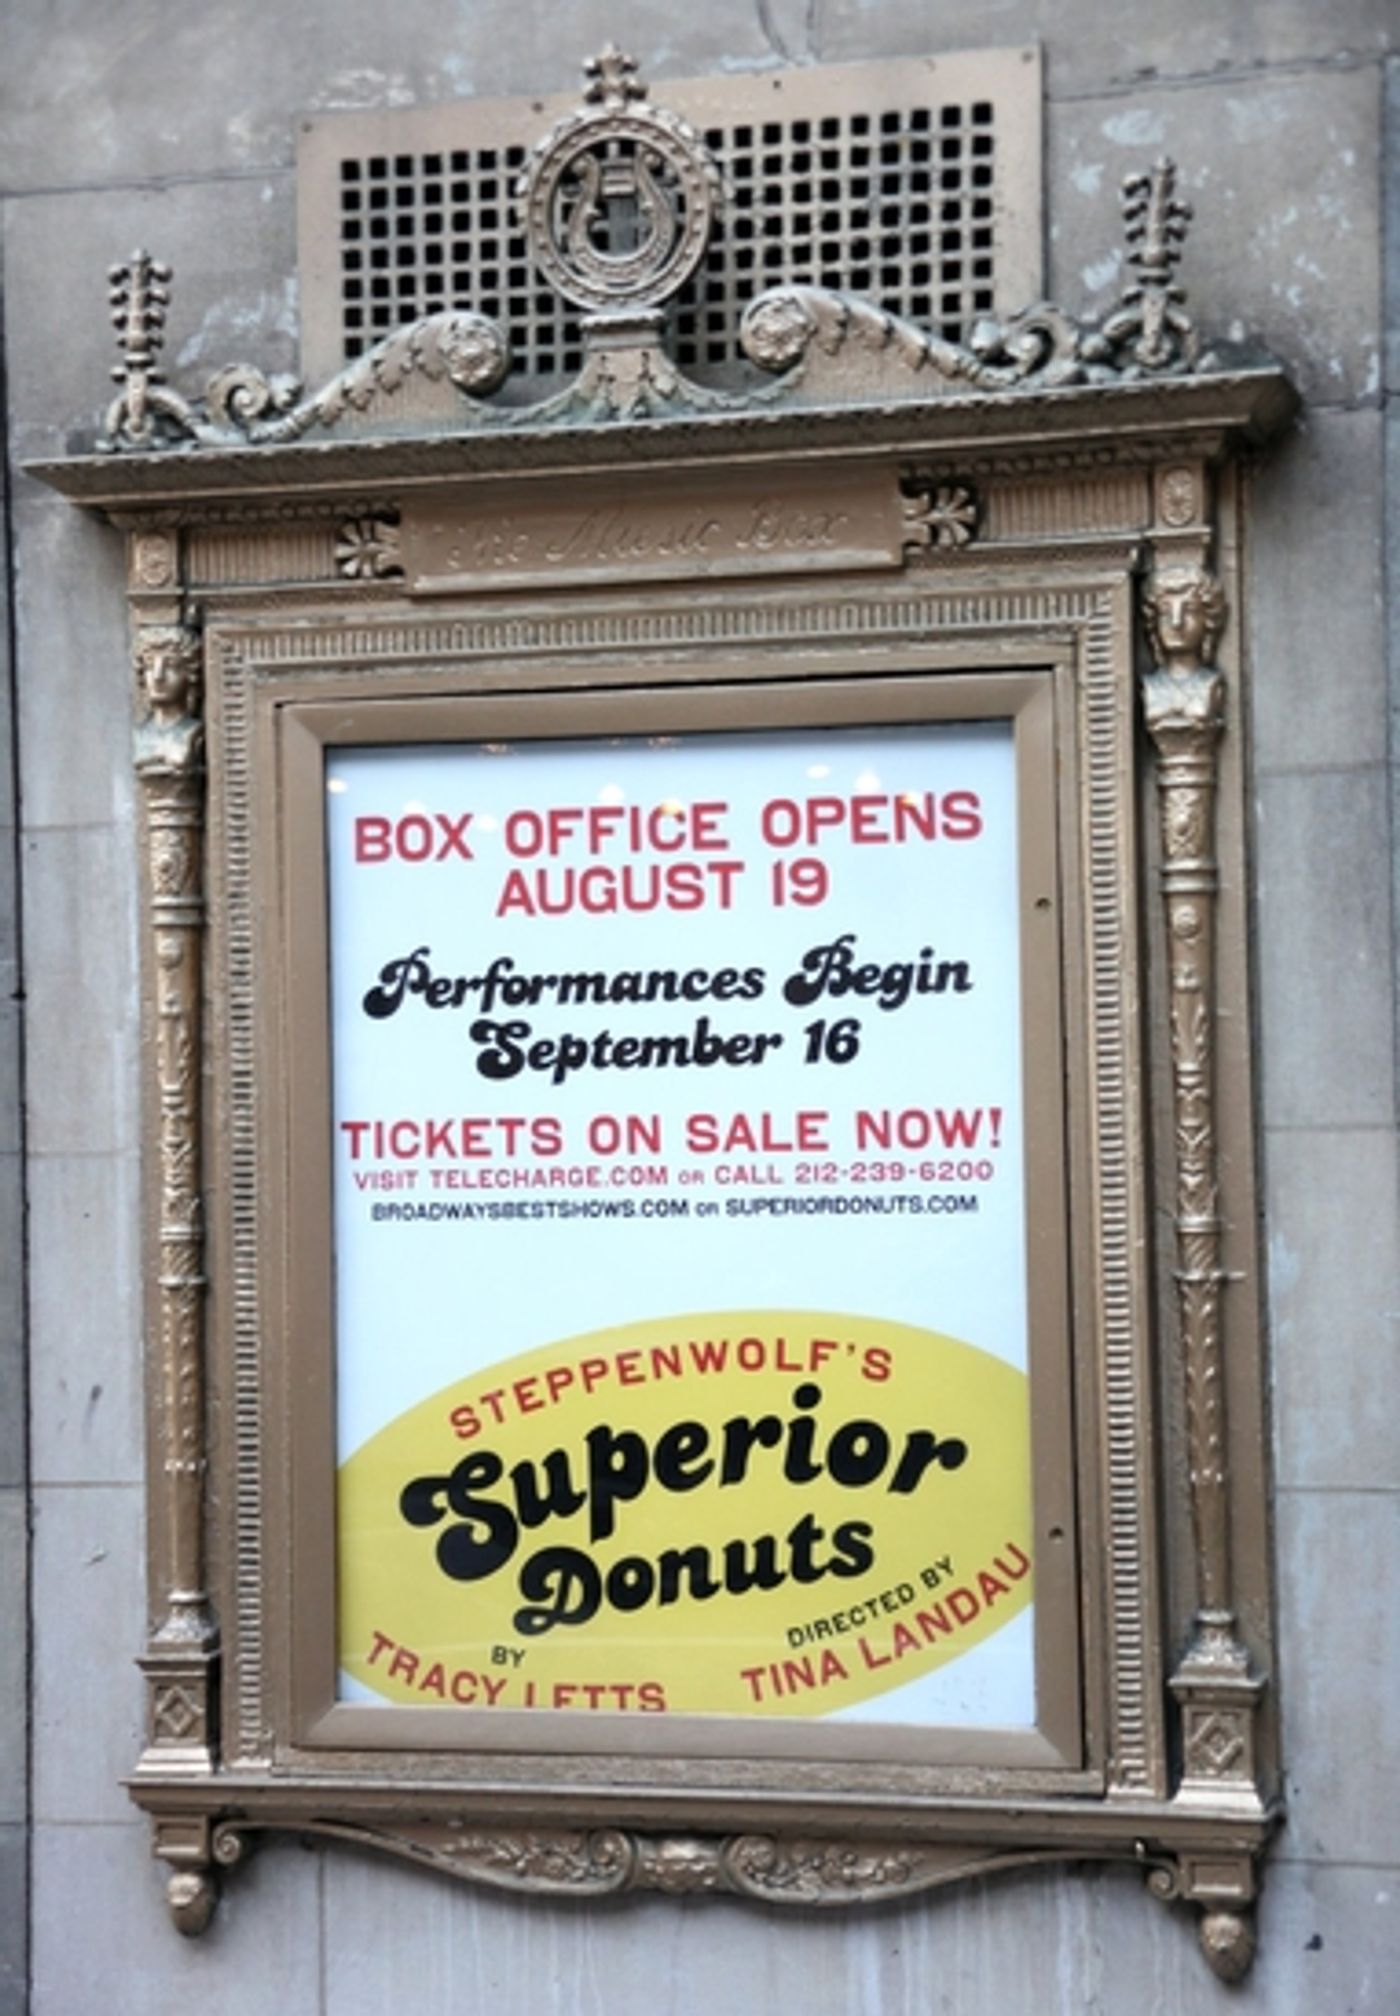 The Music Box
BOX OFFICE OPENS
AUGUST 19
Performances Begin
September 16
TICKETS ON SALE NOW!
VISIT TELECHARGE.COM OR CALL 212-239-6200
BROADWAYSBESTSHOWS.COM OR SUPERIORDONUTS.COM
STEPPENWOLF'S
Superior
Donuts
BY
TRACY LETTS
DIRECTED BY
TINA LANDAU